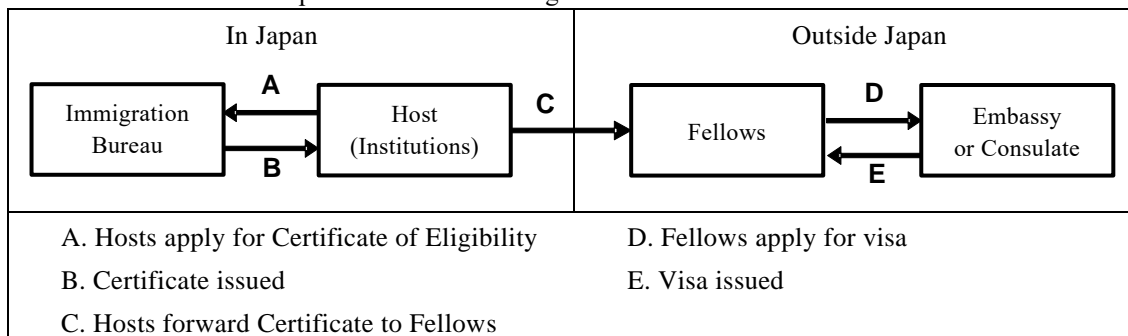 In Japan
Outside Japan
A
Immigration
Bureau
B
Host
(Institutions)
C
Fellows
D
E
Embassy
or Consulate
A. Hosts apply for Certificate of Eligibility
B. Certificate issued
C. Hosts forward Certificate to Fellows
D. Fellows apply for visa
E. Visa issued